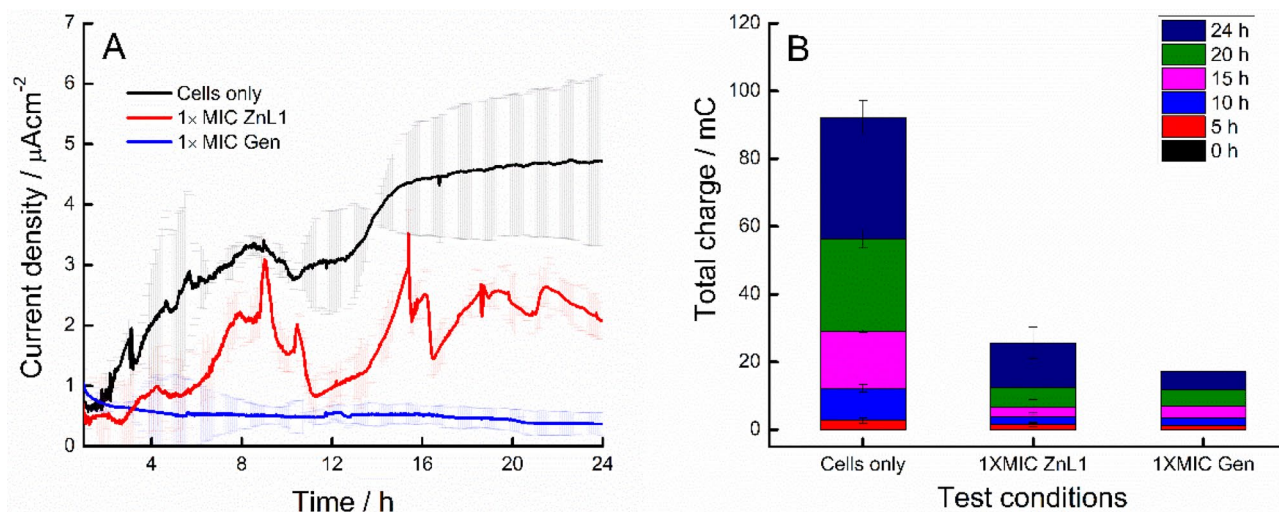 A
7
6
5
4
3
2
1
0
Current density / μAcm⁻²
Cells only
1× MIC ZnL1
1× MIC Gen
4
8
12
16
20
24
Time / h
B
120
100
80
60
40
20
0
Total charge / mC
24 h
20 h
15 h
10 h
5 h
0 h
Cells only
1XMIC ZnL1
1XMIC Gen
Test conditions